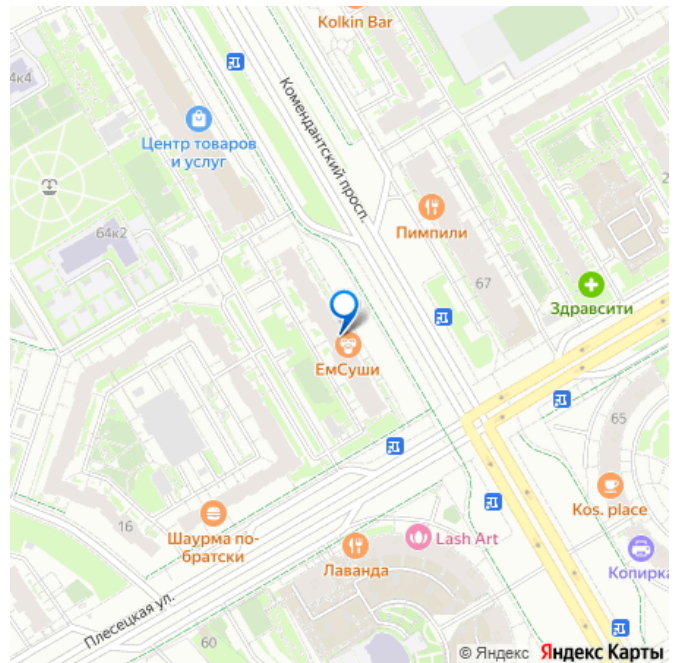 Kolkin Bar
4к4
Комендантский просп.
Центр товаров
и услуг
64к2
Пимпили
67
Здравсити
ЕмСуши
65
Kos. place
16
Шаурма по-
братски
Lash Art
Лаванда
Копирка
Плесецкая ул.
60
© Яндекс Яндекс Карты